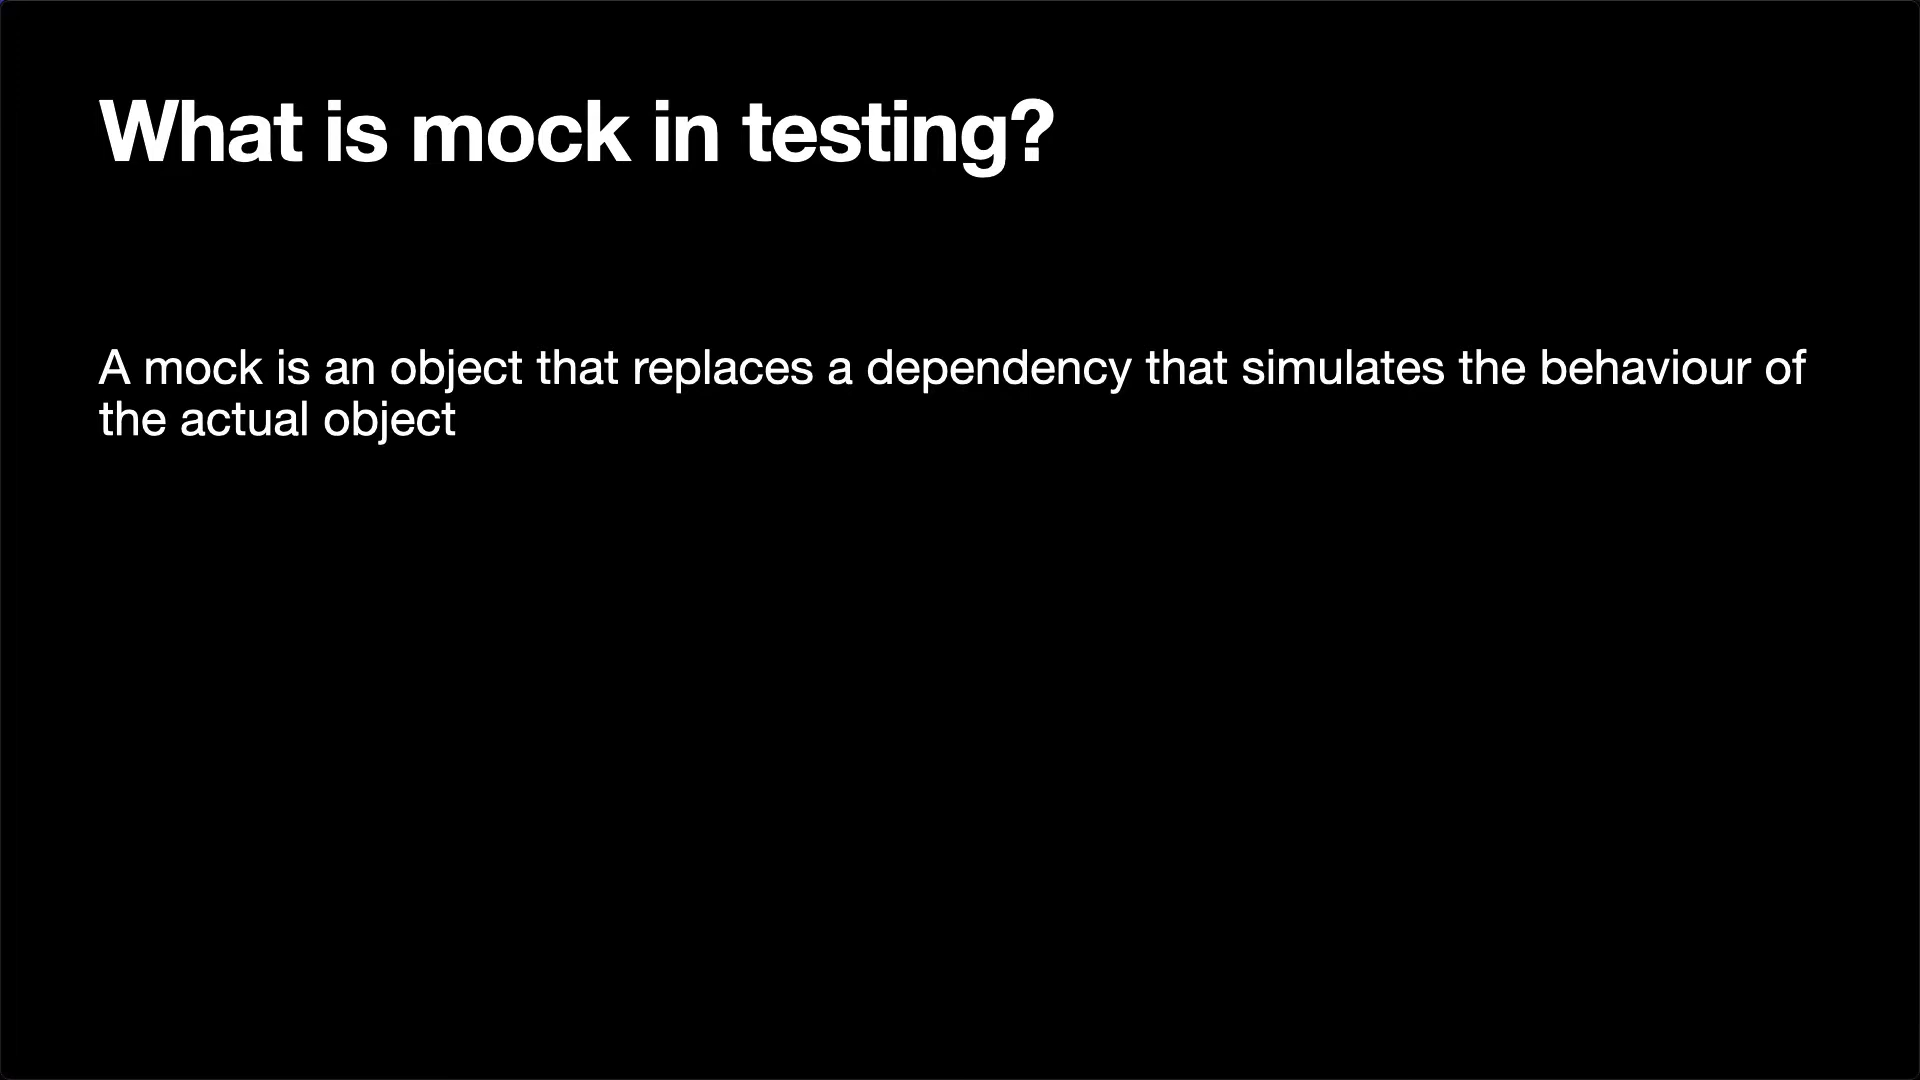 What is mock in testing?
A mock is an object that replaces a dependency that simulates the behaviour of
the actual object